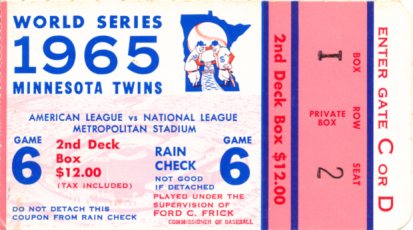 WORLD SERIES
1965
MINNESOTA TWINS
AMERICAN LEAGUE vs NATIONAL LEAGUE
METROPOLITAN STADIUM
GAME
6
2nd Deck
Box
$12.00
(TAX INCLUDED)
RAIN
CHECK
NOT GOOD
IF DETACHED
GAME
6
DO NOT DETACH THIS
COUPON FROM RAIN CHECK
PLAYED UNDER THE
SUPERVISION OF
FORD C. FRICK
COMMISSIONER OF BASEBALL
2nd Deck
Box $12.00
BOX
I
PRIVATE
BOX
ROW
SEAT
2
ENTER GATE C OR D